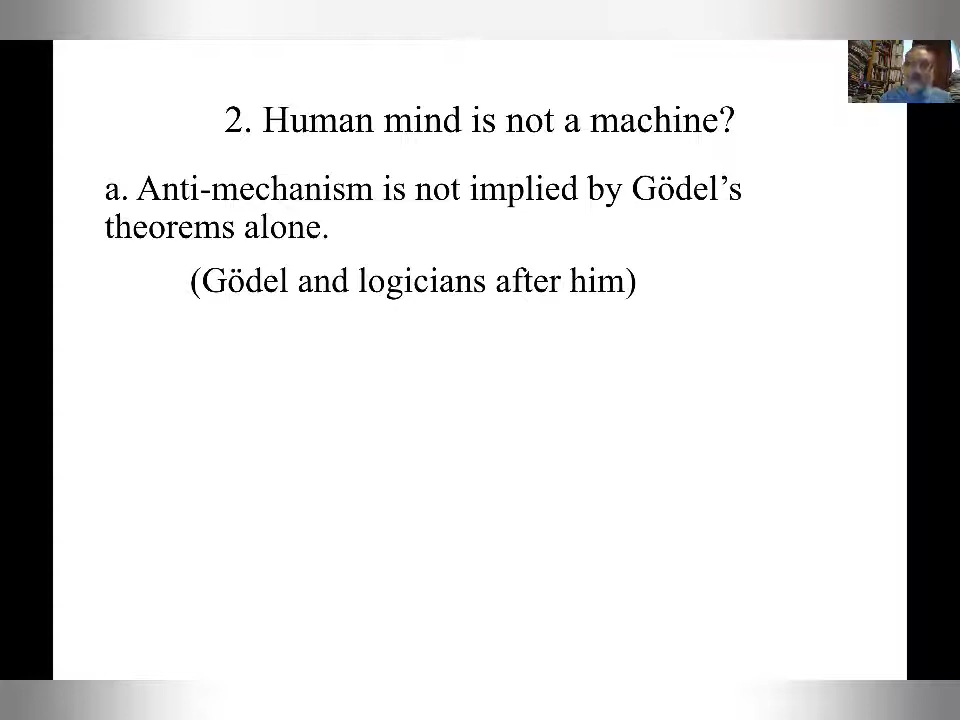 2. Human mind is not a machine?
a. Anti-mechanism is not implied by Gödel’s
theorems alone.
(Gödel and logicians after him)